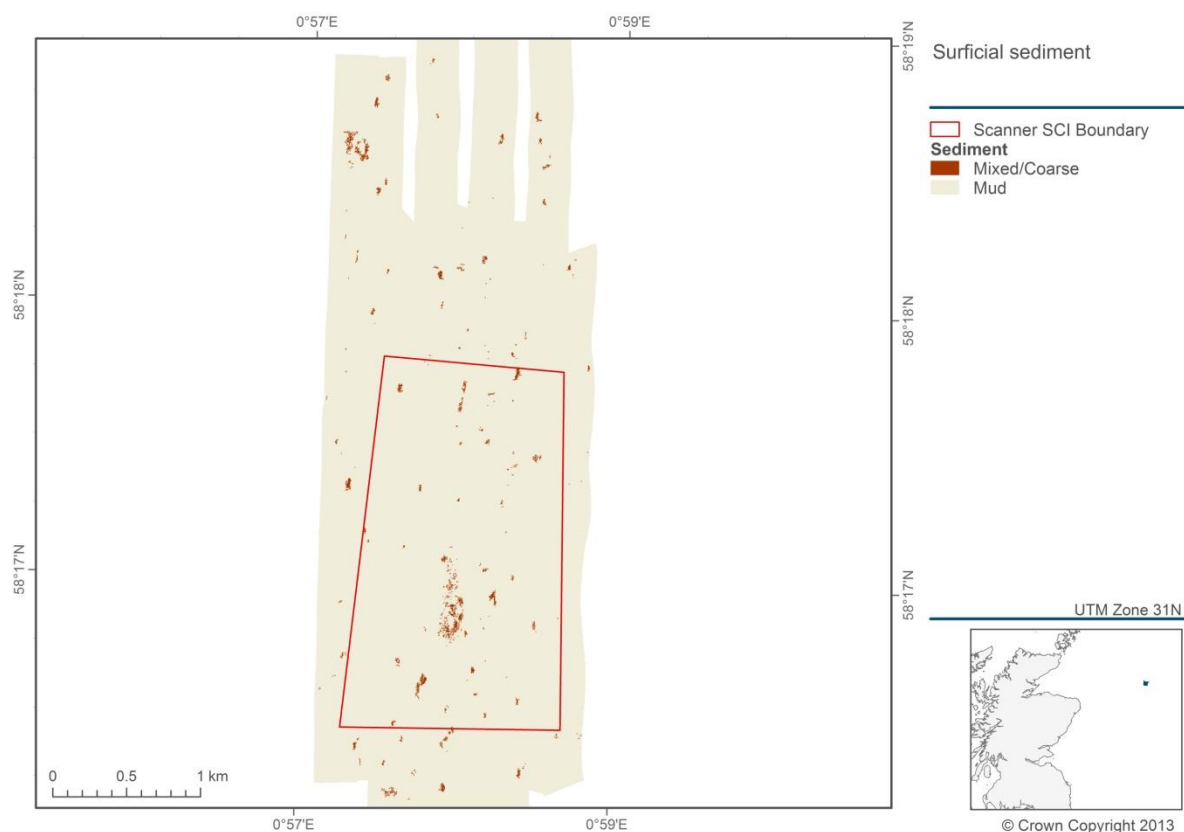 0°57'E
0°59'E
58°19'N
58°18'N
58°18'N
58°17'N
58°17'N
0 0.5 1 km
0°57'E
0°59'E
Surficial sediment
Scanner SCI Boundary
Sediment
Mixed/Coarse
Mud
UTM Zone 31N
© Crown Copyright 2013